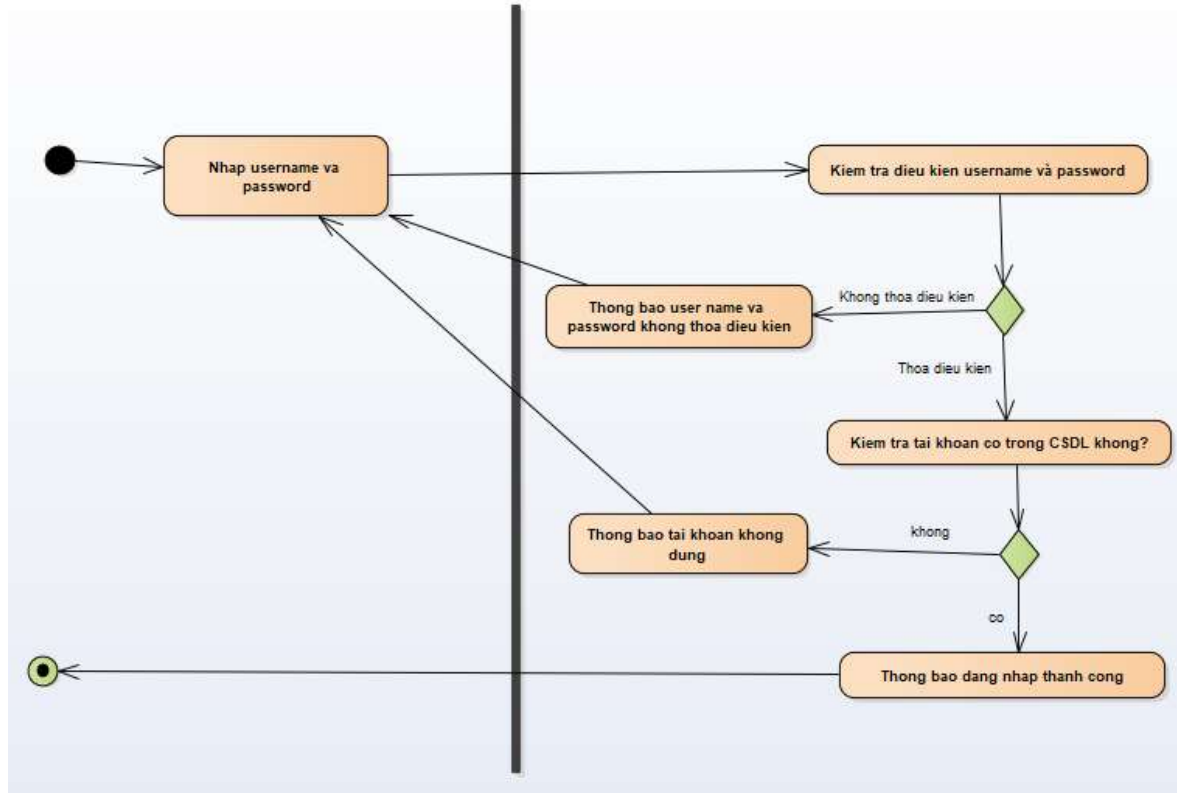 Nhap username va
password
Kiem tra dieu kien username và password
Khong thoa dieu kien
Thong bao user name va
password khong thoa dieu kien
Thoa dieu kien
Kiem tra tai khoan co trong CSDL khong?
khong
Thong bao tai khoan khong
dung
co
Thong bao dang nhap thanh cong